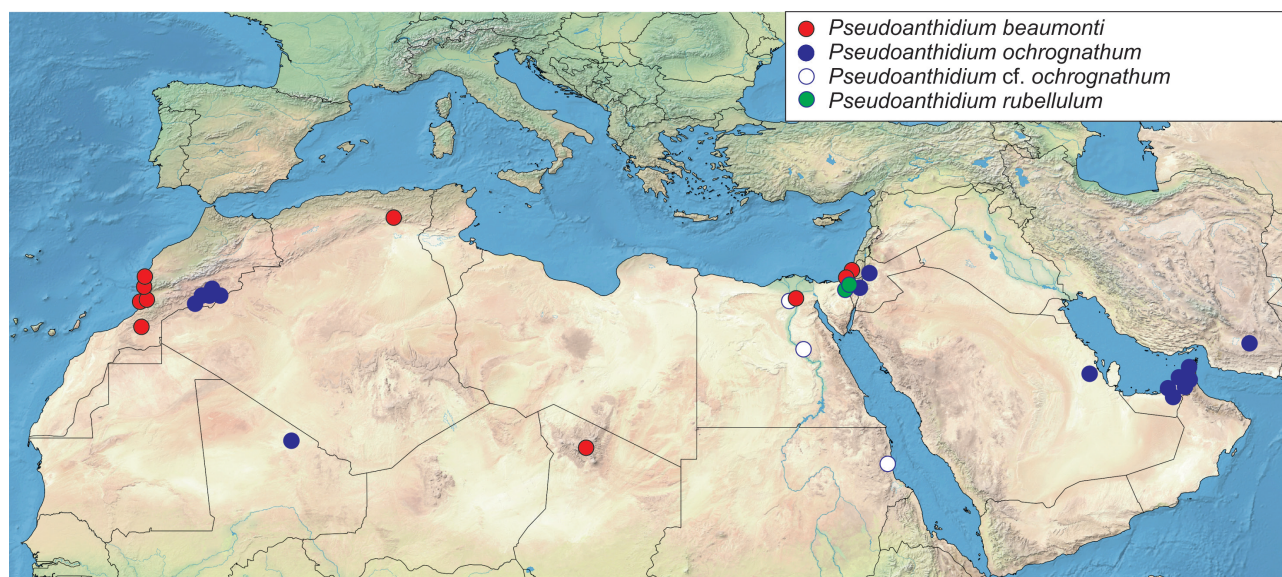 Pseudoanthidium beaumonti
Pseudoanthidium ochrognathum
Pseudoanthidium cf. ochrognathum
Pseudoanthidium rubellulum